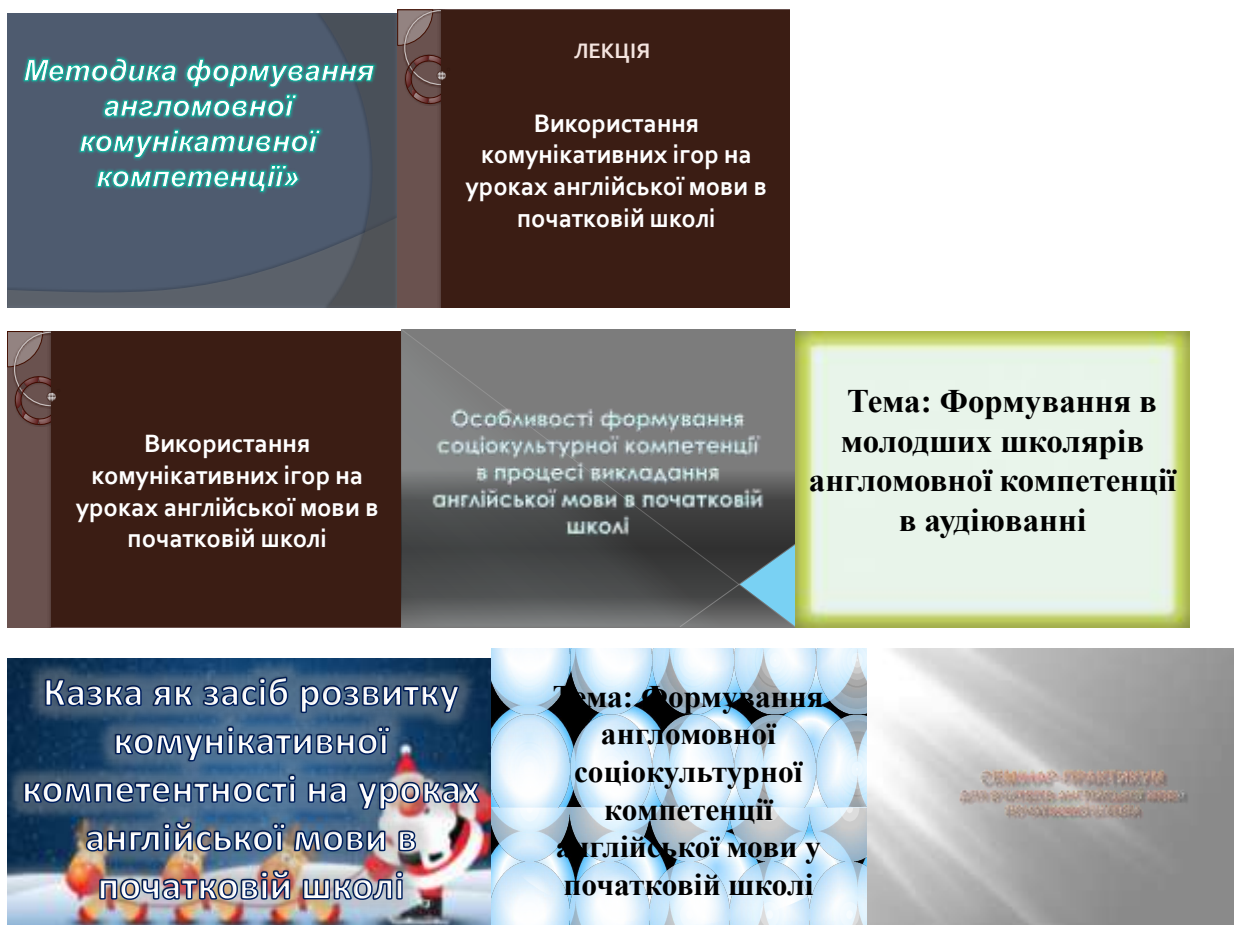 Методика формування
англомовної
комунікативної
компетенції»
ЛЕКЦІЯ
Використання
комунікативних ігор на
уроках англійської мови в
початковій школі
Використання
комунікативних ігор на
уроках англійської мови в
початковій школі
Особливості формування
соціокультурної компетенції
в процесі викладання
англійської мови в початковій
школі
Тема: Формування в
молодших школярів
англомовної компетенції
в аудіюванні
Казка як засіб розвитку
комунікативної
компетентності на уроках
англійської мови в
початковій школі
Тема: Формування
англомовної
соціокультурної
компетенції
англійської мови у
початковій школі
СЕМІНАР-ПРАКТИКУМ